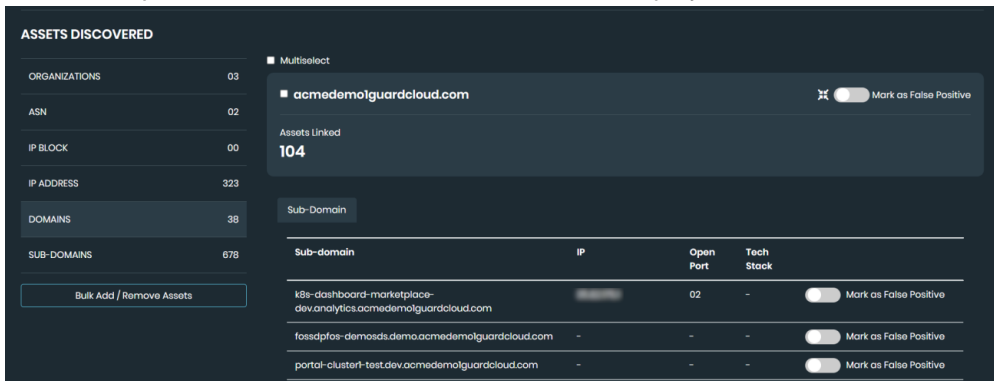 ASSETS DISCOVERED
Multiselect
ORGANIZATIONS 03
ASN 02
IP BLOCK 00
IP ADDRESS 323
DOMAINS 38
SUB-DOMAINS 678
Bulk Add / Remove Assets
acmedemo1guardcloud.com Mark as False Positive
Assets Linked
104
Sub-Domain
Sub-domain IP Open Port Tech Stack
k8s-dashboard-marketplace-
dev.analytics.acmedemo1guardcloud.com 02 - Mark as False Positive
fossdpfos-demosds.demo.acmedemo1guardcloud.com - - - Mark as False Positive
portal-cluster1-test.dev.acmedemo1guardcloud.com - - - Mark as False Positive